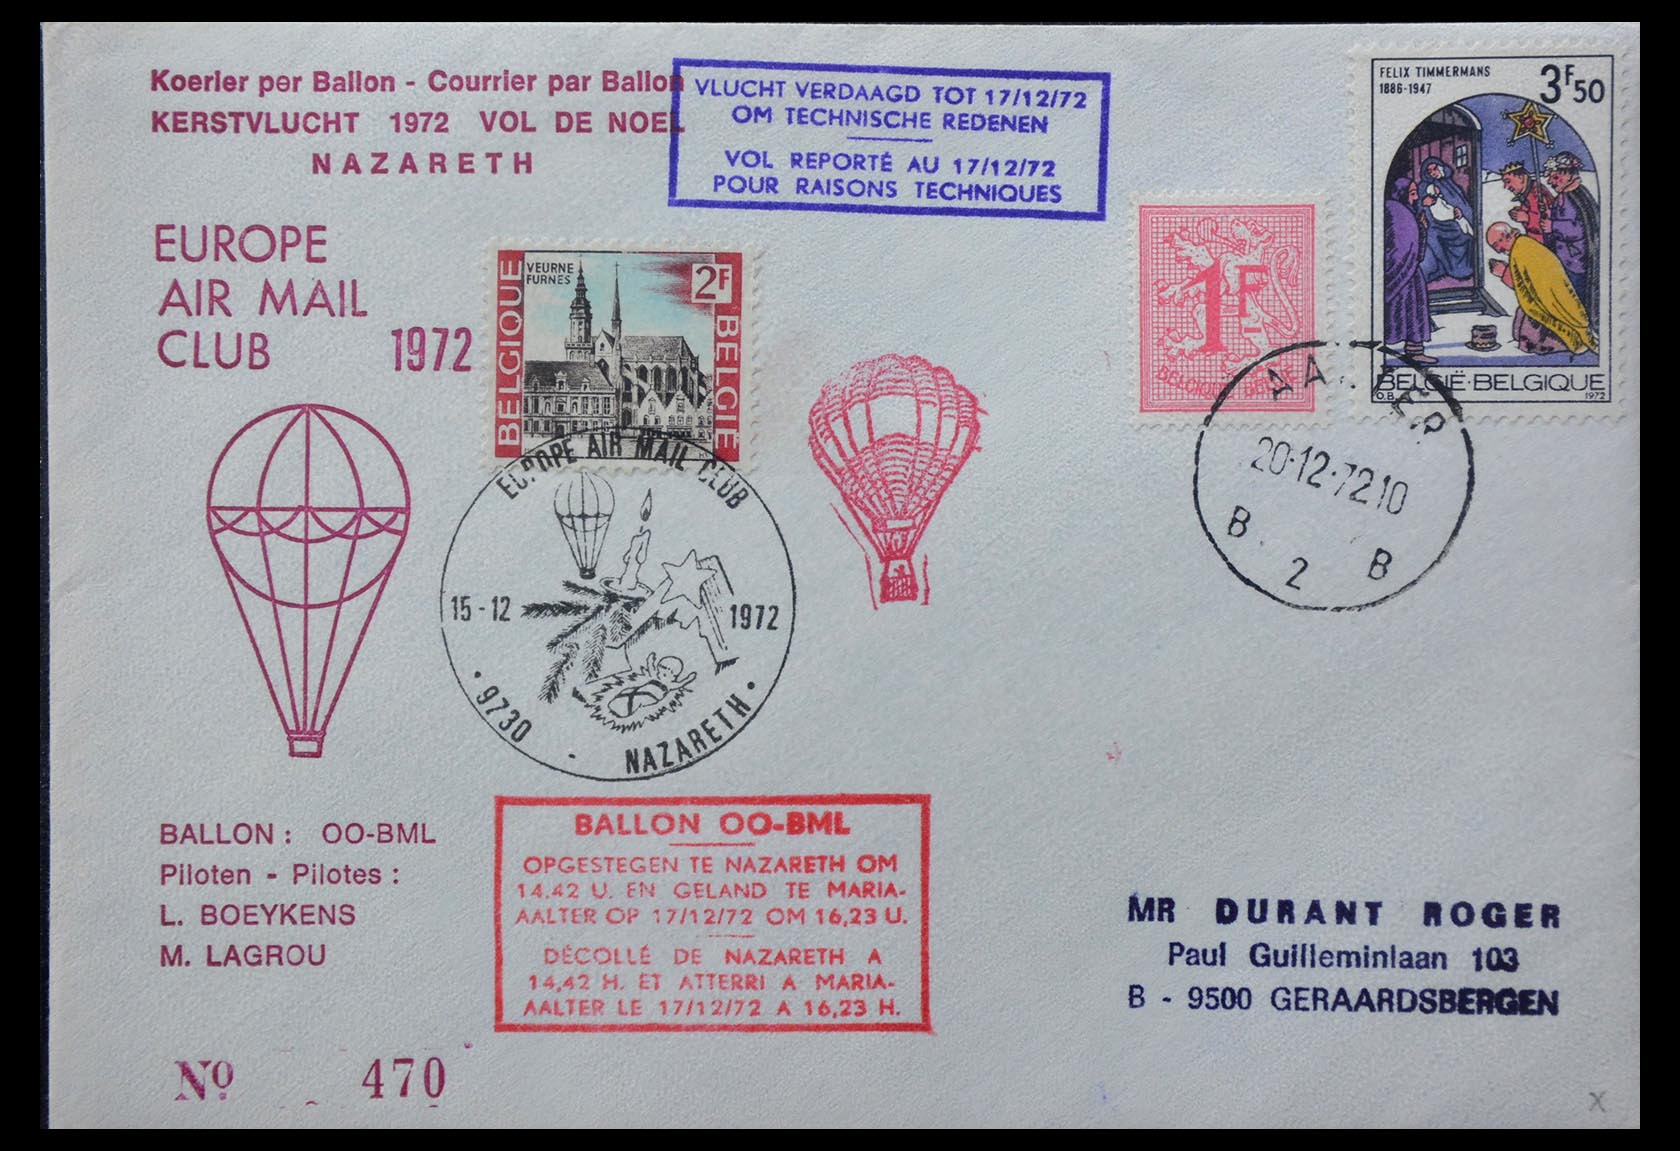 Koerier per Ballon - Courrier par Ballon
KERSTVLUCHT 1972 VOL DE NOEL
NAZARETH
VLUCHT VERDAAGD TOT 17/12/72
OM TECHNISCHE REDENEN
VOL REPORTÉ AU 17/12/72
POUR RAISONS TECHNIQUES
FELIX TIMMERMANS
1886-1947
3F50
BELGIË-BELGIQUE
O.B.
1972
1F
BELGIQUE-BELGIE
EUROPE
AIR MAIL
CLUB 1972
VEURNE
FURNES
2F
BELGIQUE
BELGIË
EUROPE AIR MAIL CLUB
15-12 1972
9730 - NAZARETH
20-12-72 10
B 2 B
BALLON : OO-BML
Piloten - Pilotes :
L. BOEYKENS
M. LAGROU
BALLON OO-BML
OPGESTEGEN TE NAZARETH OM
14,42 U. EN GELAND TE MARIA-
AALTER OP 17/12/72 OM 16,23 U.
DÉCOLLÉ DE NAZARETH A
14,42 H. ET ATTERRI A MARIA-
AALTER LE 17/12/72 A 16,23 H.
MR DURANT ROGER
Paul Guilleminlaan 103
B - 9500 GERAARDSBERGEN
No 470
x